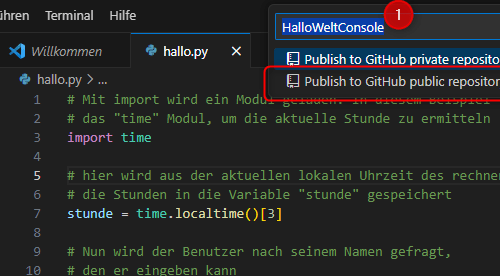 ühren Terminal Hilfe
1
HalloWeltConsole
Willkommen hallo.py
Publish to GitHub private reposito
Publish to GitHub public repositor
hallo.py > ...
1 # Mit import wird ein Modul geladen. In diesem Beispiel
2 # das "time" Modul, um die aktuelle Stunde zu ermitteln
3 import time
4
5 # hier wird aus der aktuellen lokalen Uhrzeit des rechner
6 # die Stunden in die Variable "stunde" gespeichert
7 stunde = time.localtime()[3]
8
9 # Nun wird der Benutzer nach seinem Namen gefragt,
10 # den er eingeben kann